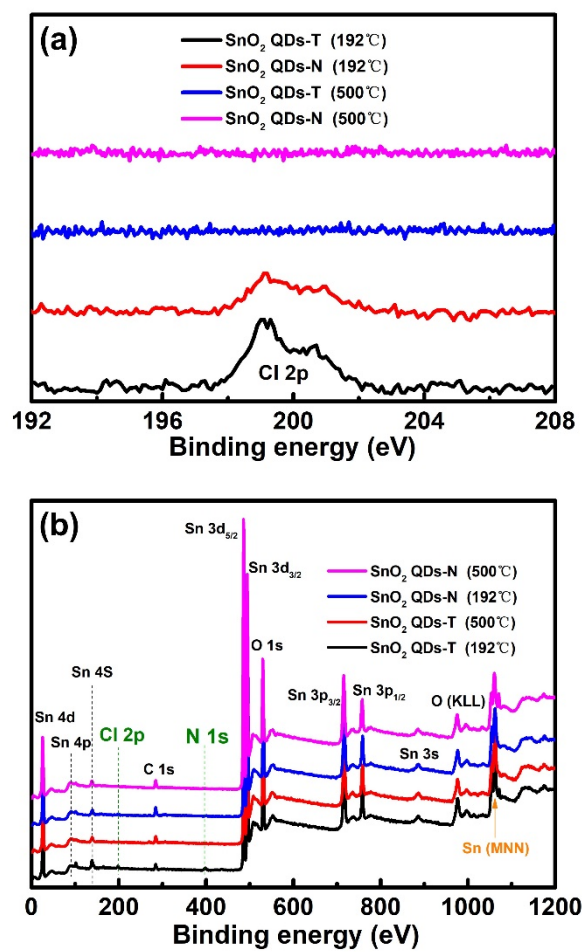 (a)
SnO₂ QDs-T (192℃)
SnO₂ QDs-N (192℃)
SnO₂ QDs-T (500℃)
SnO₂ QDs-N (500℃)
Cl 2p
192 196 200 204 208
Binding energy (eV)
(b)
Sn 3d₅/₂
Sn 3d₃/₂
SnO₂ QDs-N (500℃)
SnO₂ QDs-N (192℃)
SnO₂ QDs-T (500℃)
SnO₂ QDs-T (192℃)
O 1s
Sn 4S
Sn 3p₃/₂
Sn 3p₁/₂
Sn 4d
Sn 4p
Cl 2p
N 1s
O (KLL)
C 1s
Sn 3s
Sn (MNN)
0 200 400 600 800 1000 1200
Binding energy (eV)